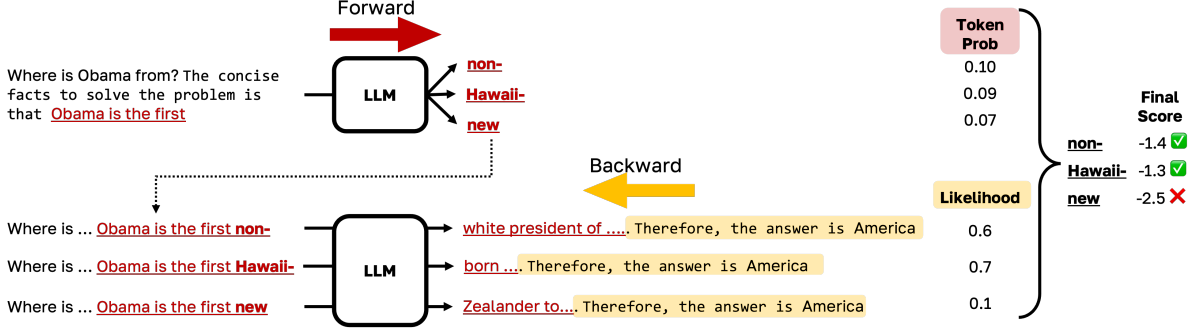 Forward
Where is Obama from? The concise
facts to solve the problem is
that Obama is the first
LLM
non-
Hawaii-
new
Token
Prob
0.10
0.09
0.07
Final
Score
non- -1.4
Hawaii- -1.3
new -2.5
Backward
Likelihood
Where is ... Obama is the first non-
Where is ... Obama is the first Hawaii-
Where is ... Obama is the first new
LLM
white president of ..... Therefore, the answer is America
born .... Therefore, the answer is America
Zealander to.... Therefore, the answer is America
0.6
0.7
0.1